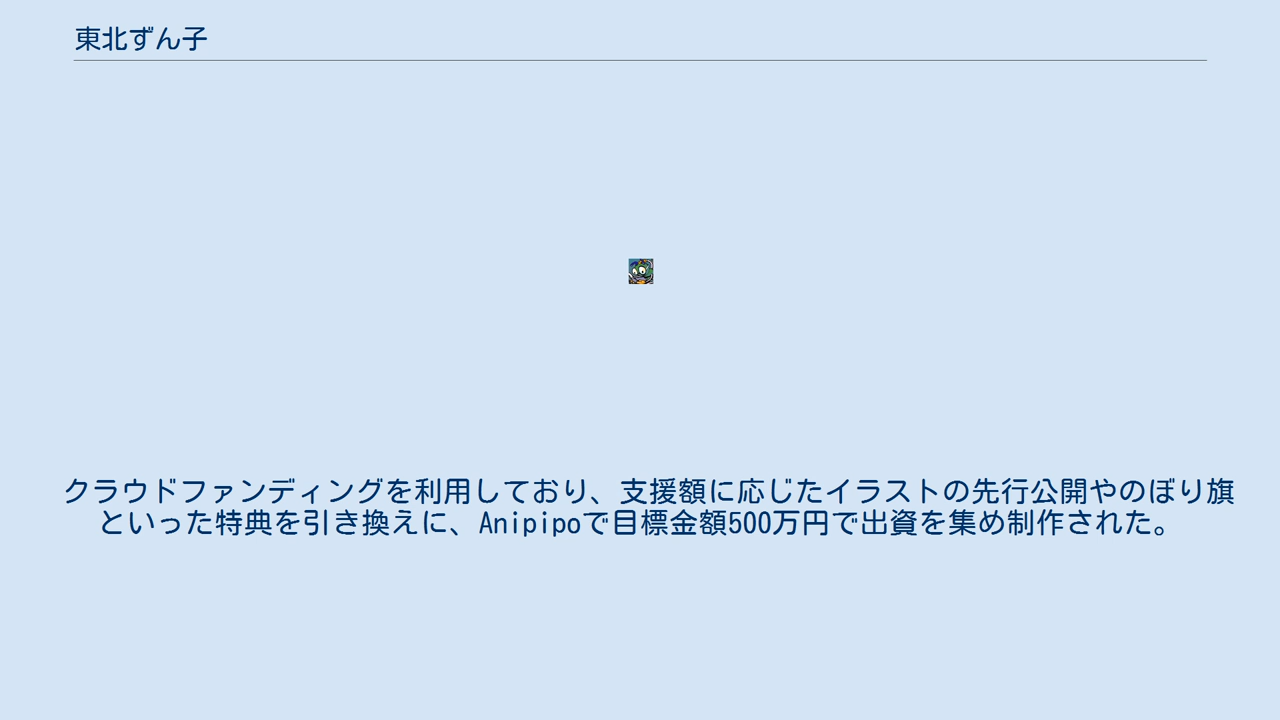 東北ずん子
クラウドファンディングを利用しており、支援額に応じたイラストの先行公開やのぼり旗
といった特典を引き換えに、Anipipoで目標金額500万円で出資を集め制作された。